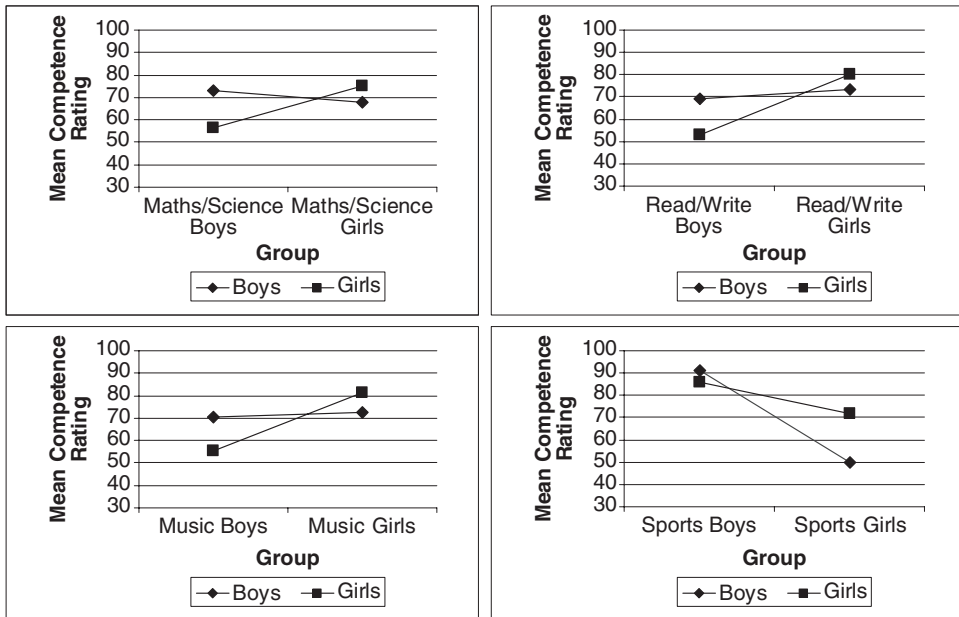 100
90
80
70
60
50
40
30
Mean Competence
Rating
Maths/Science Maths/Science
Boys Girls
Group
Boys Girls
100
90
80
70
60
50
40
30
Mean Competence
Rating
Read/Write Read/Write
Boys Girls
Group
Boys Girls
100
90
80
70
60
50
40
30
Mean Competence
Rating
Music Boys Music Girls
Group
Boys Girls
100
90
80
70
60
50
40
30
Mean Competence
Rating
Sports Boys Sports Girls
Group
Boys Girls